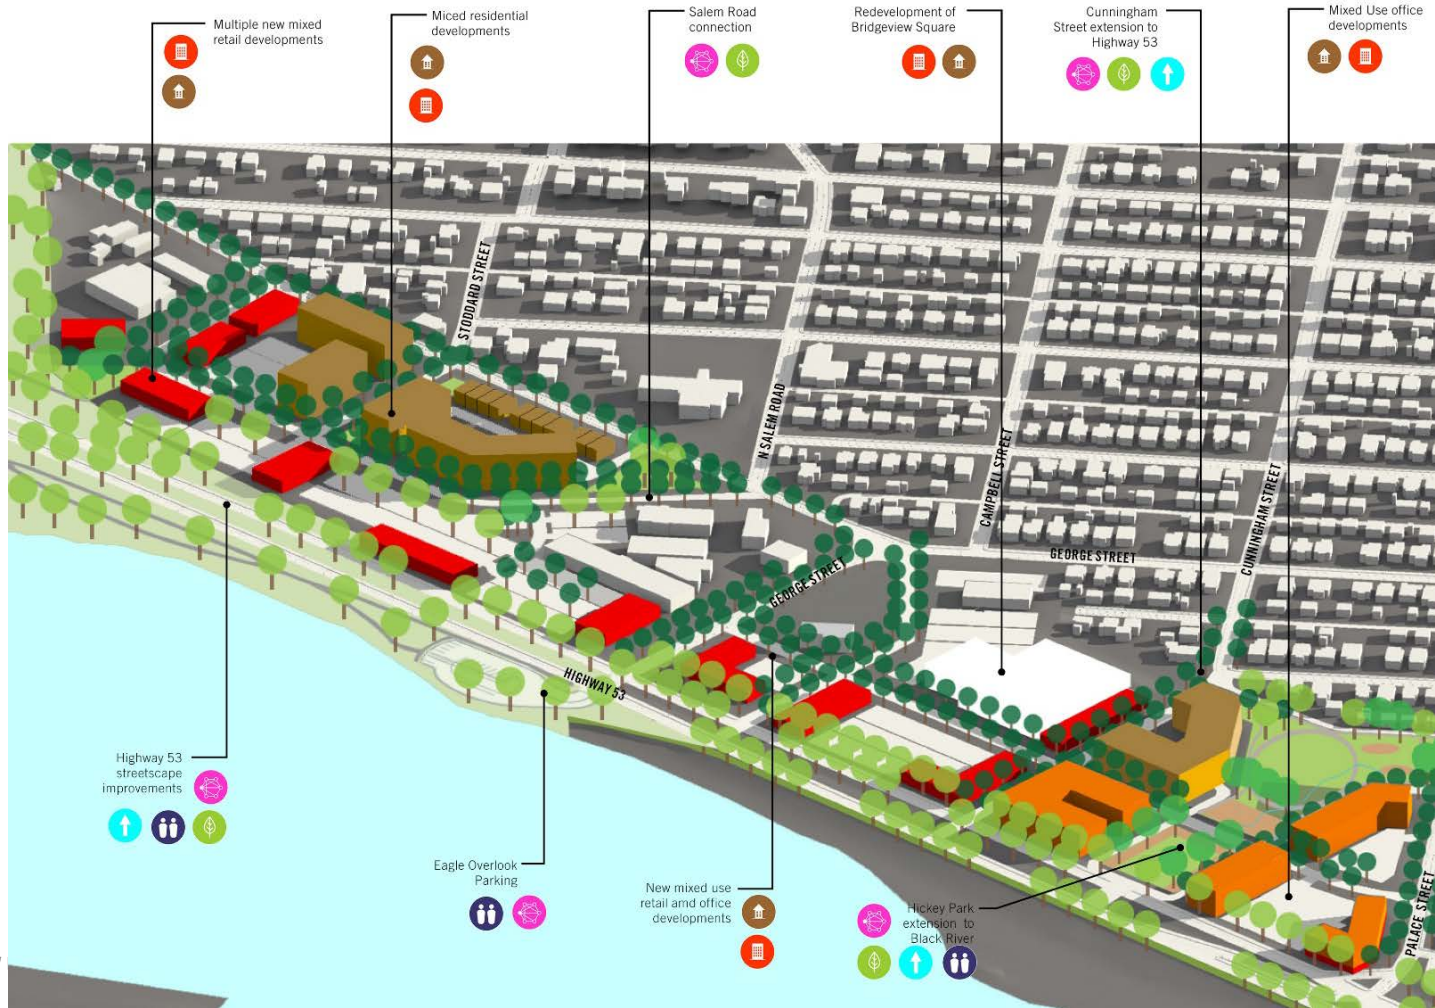 Multiple new mixed
retail developments
Miced residential
developments
Salem Road
connection
Redevelopment of
Bridgeview Square
Cunningham
Street extension to
Highway 53
Mixed Use office
developments
STODDARD STREET
N SALEM ROAD
CAMPBELL STREET
CUNNINGHAM STREET
GEORGE STREET
GEORGE STREET
HIGHWAY 53
PALACE STREET
Highway 53
streetscape
improvements
Eagle Overlook
Parking
New mixed use
retail amd office
developments
Hickey Park
extension to
Black River